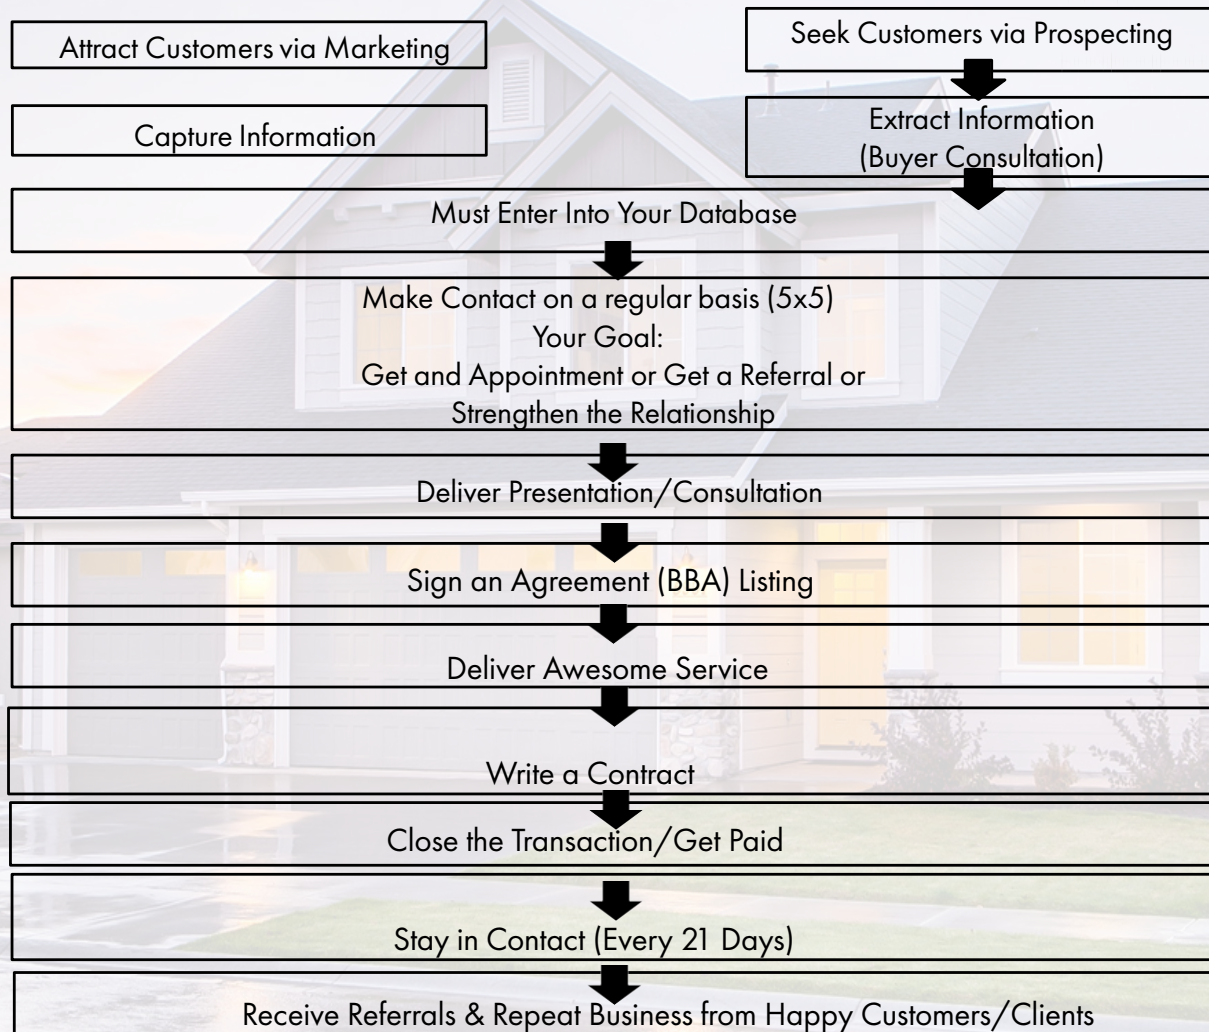 Attract Customers via Marketing
Seek Customers via Prospecting
Capture Information
Extract Information
(Buyer Consultation)
Must Enter Into Your Database
Make Contact on a regular basis (5x5)
Your Goal:
Get and Appointment or Get a Referral or
Strengthen the Relationship
Deliver Presentation/Consultation
Sign an Agreement (BBA) Listing
Deliver Awesome Service
Write a Contract
Close the Transaction/Get Paid
Stay in Contact (Every 21 Days)
Receive Referrals & Repeat Business from Happy Customers/Clients